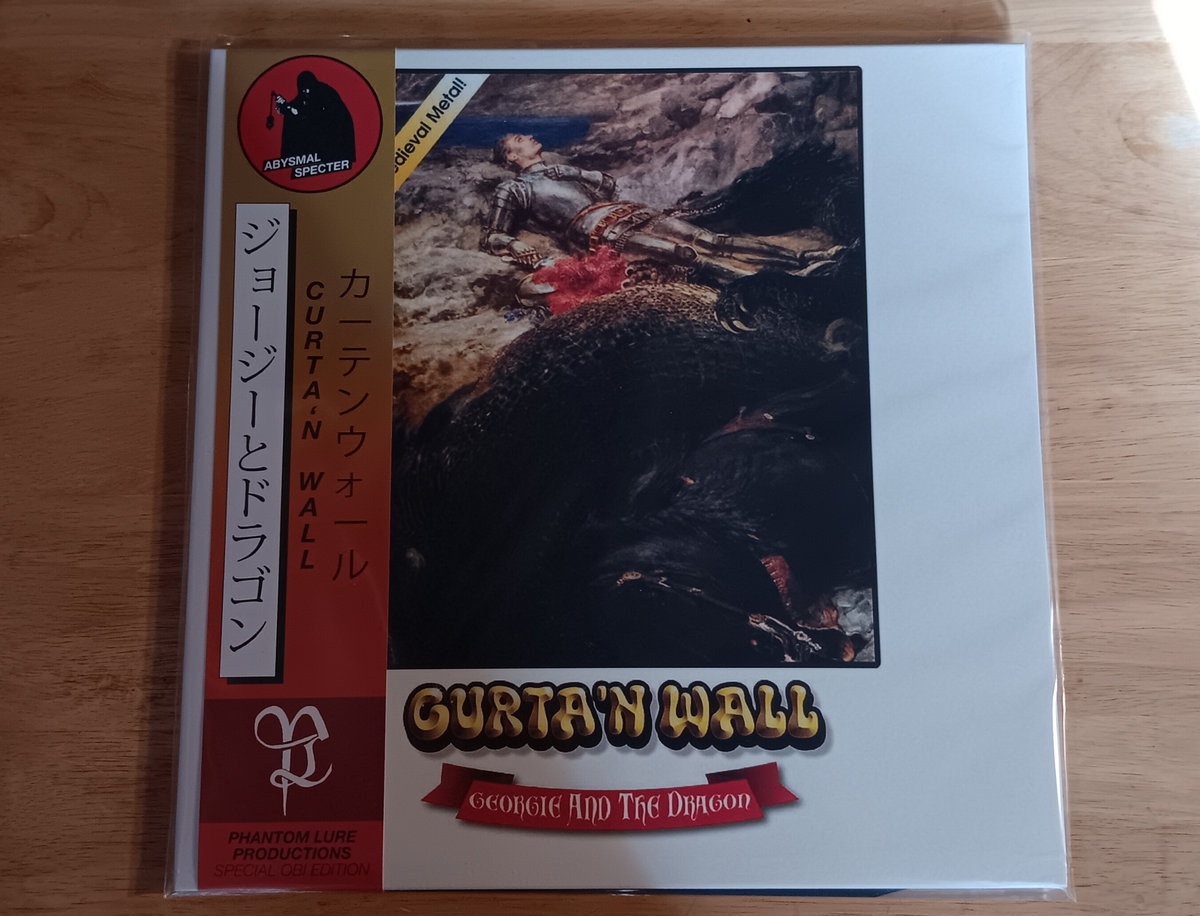 ABYSMAL
SPECTER
ジョージーとドラゴン
カーテンウォール
CURTA'N WALL
Metal!
CURTA'N WALL
GEORGIE AND THE DRAGON
PHANTOM LURE
PRODUCTIONS
SPECIAL OBI EDITION